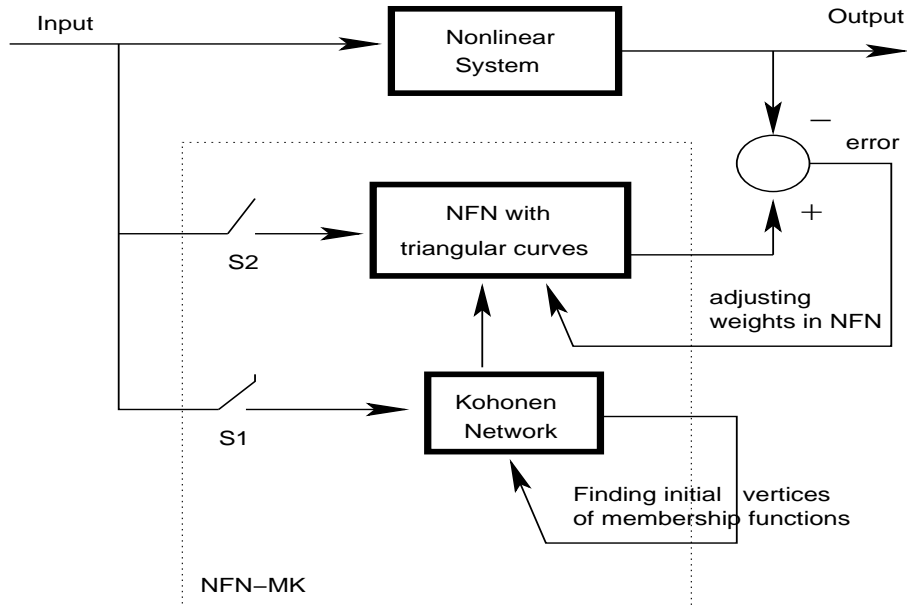 Input
Output
Nonlinear
System
−
error
NFN with
triangular curves
+
S2
adjusting
weights in NFN
Kohonen
Network
S1
Finding initial vertices
of membership functions
NFN−MK